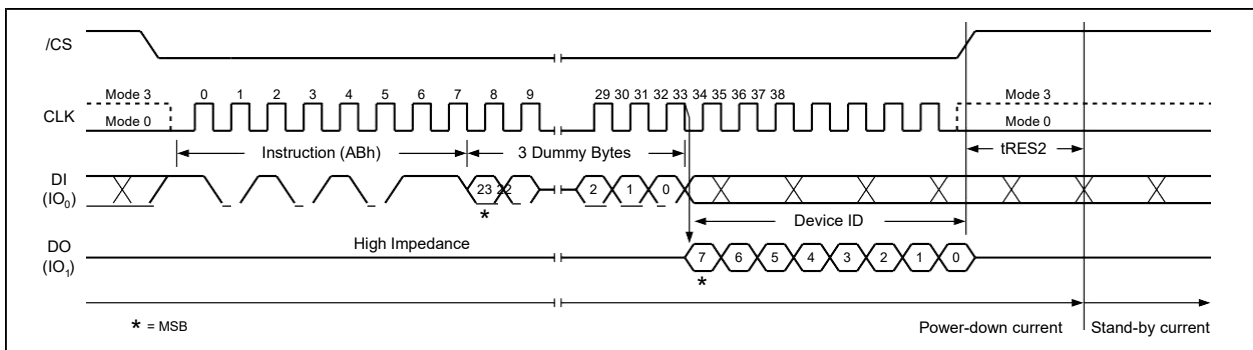 /CS
Mode 3 0 1 2 3 4 5 6 7 8 9 29 30 31 32 33 34 35 36 37 38 Mode 3
CLK
Mode 0 Mode 0
Instruction (ABh) 3 Dummy Bytes tRES2
DI
(IO0)
23 22 2 1 0
*
Device ID
High Impedance
DO
(IO1)
7 6 5 4 3 2 1 0
*
* = MSB
Power-down current Stand-by current